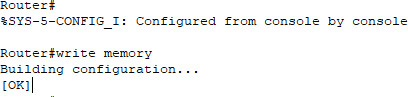 Router#
%SYS-5-CONFIG_I: Configured from console by console
Router#write memory
Building configuration...
[OK]